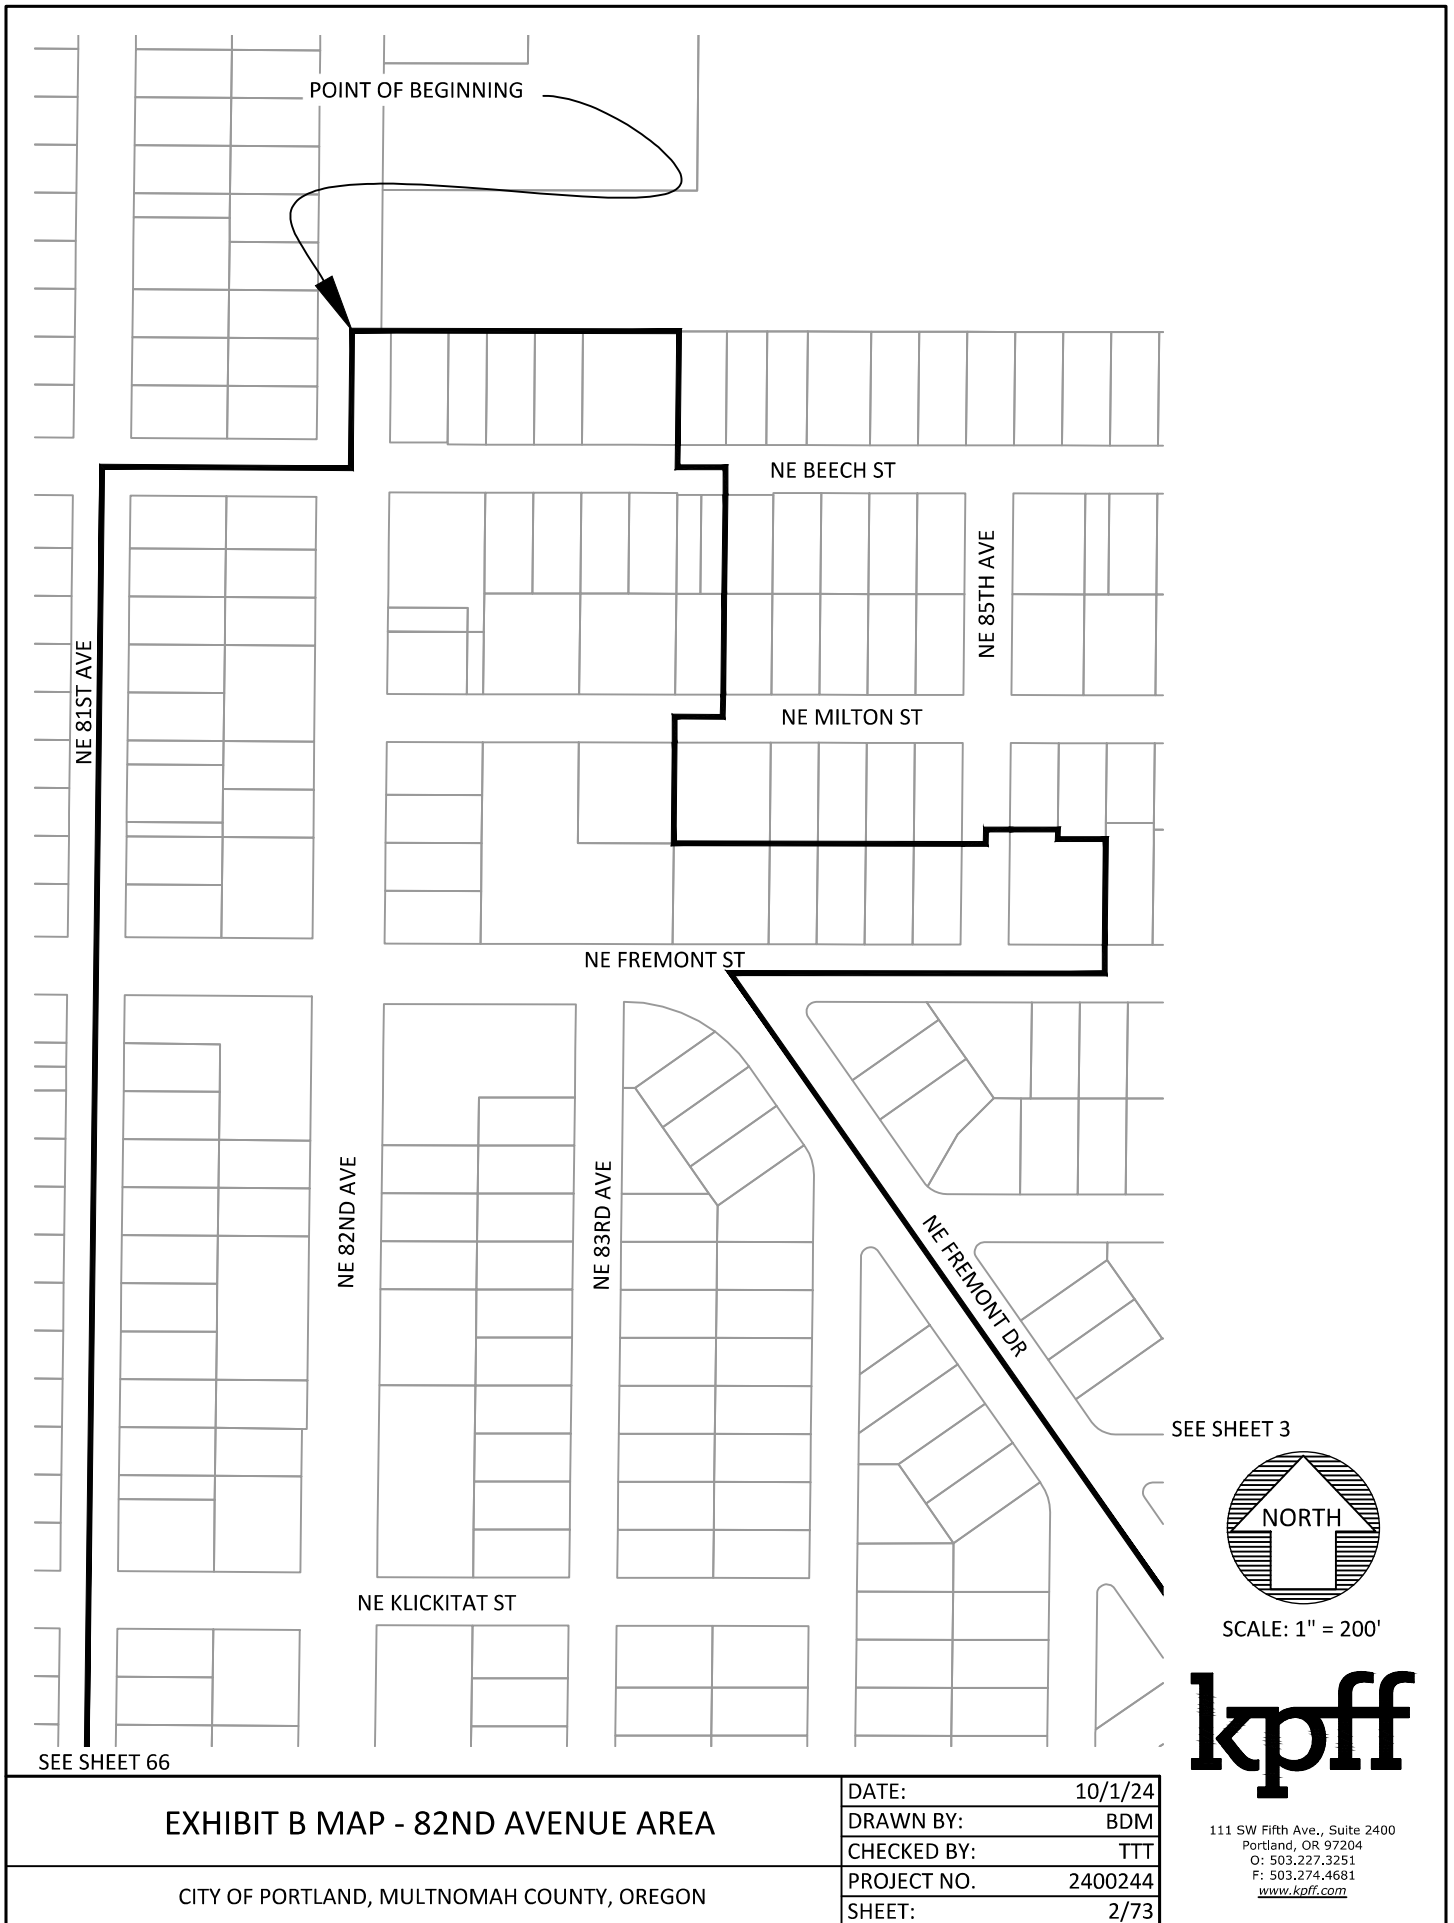 POINT OF BEGINNING
NE BEECH ST
NE 85TH AVE
NE 81ST AVE
NE MILTON ST
NE FREMONT ST
NE 82ND AVE
NE 83RD AVE
NE FREMONT DR
SEE SHEET 3
NORTH
NE KLICKITAT ST
SCALE: 1" = 200'
kpff
SEE SHEET 66
EXHIBIT B MAP - 82ND AVENUE AREA
CITY OF PORTLAND, MULTNOMAH COUNTY, OREGON
DATE: 10/1/24
DRAWN BY: BDM
CHECKED BY: TTT
PROJECT NO. 2400244
SHEET: 2/73
111 SW Fifth Ave., Suite 2400
Portland, OR 97204
O: 503.227.3251
F: 503.274.4681
www.kpff.com